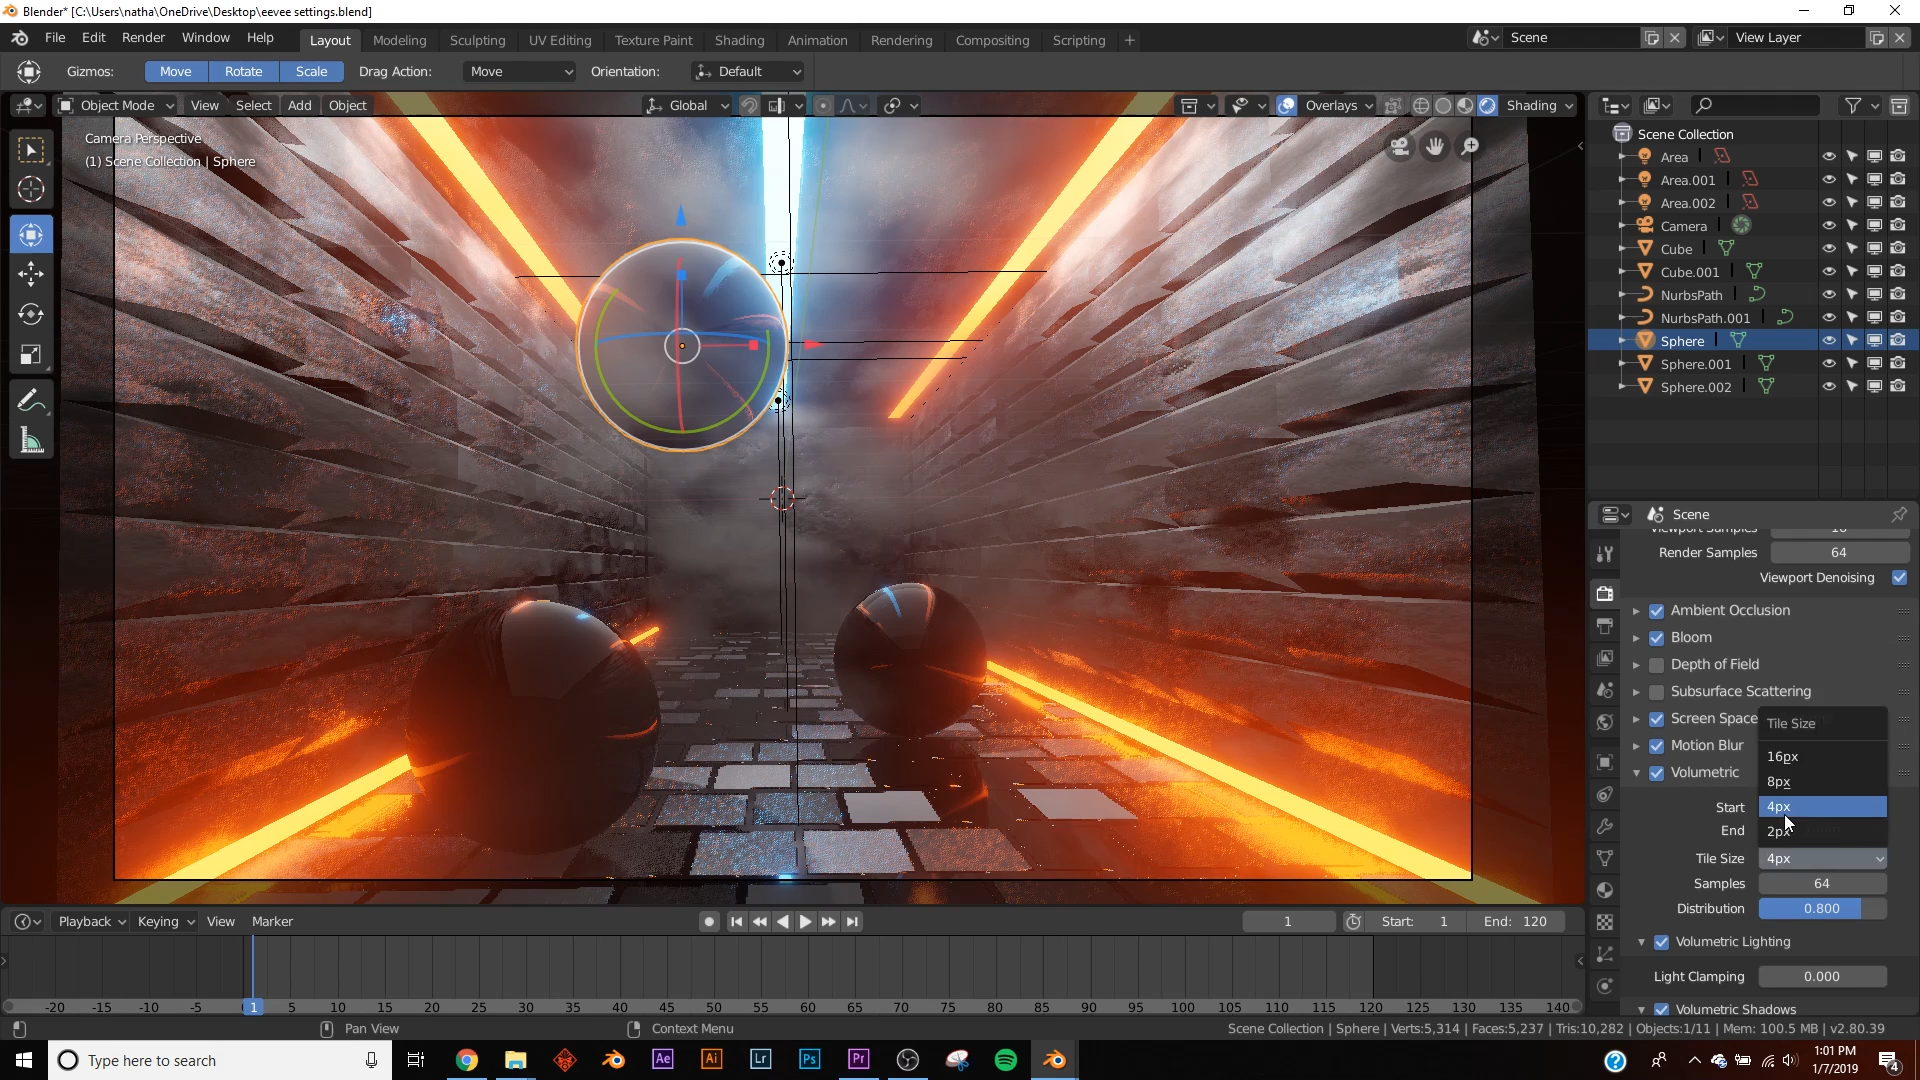 Blender* [C:\Users\natha\OneDrive\Desktop\eevee settings.blend]
File Edit Render Window Help Layout Modeling Sculpting UV Editing Texture Paint Shading Animation Rendering Compositing Scripting + Scene View Layer
Gizmos: Move Rotate Scale Drag Action: Move Orientation: Default
Object Mode View Select Add Object Global Overlays Shading
Camera Perspective
(1) Scene Collection | Sphere
Scene Collection
Area
Area.001
Area.002
Camera
Cube
Cube.001
NurbsPath
NurbsPath.001
Sphere
Sphere.001
Sphere.002
Scene
Viewport Samples 16
Render Samples 64
Viewport Denoising
Ambient Occlusion
Bloom
Depth of Field
Subsurface Scattering
Screen Space
Tile Size
Motion Blur
16px
Volumetric
8px
Start
4px
End
2px
Tile Size 4px
Samples 64
Distribution 0.800
Volumetric Lighting
Light Clamping 0.000
Volumetric Shadows
Playback Keying View Marker 1 Start: 1 End: 120
-20 -15 -10 -5 1 5 10 15 20 25 30 35 40 45 50 55 60 65 70 75 80 85 90 95 100 105 110 115 120 125 130 135 140
Pan View Context Menu Scene Collection | Sphere | Verts:5,314 | Faces:5,237 | Tris:10,282 | Objects:1/11 | Mem: 100.5 MB | v2.80.39
Type here to search Ae Ai Lr Ps Pr
1:01 PM
1/7/2019
4